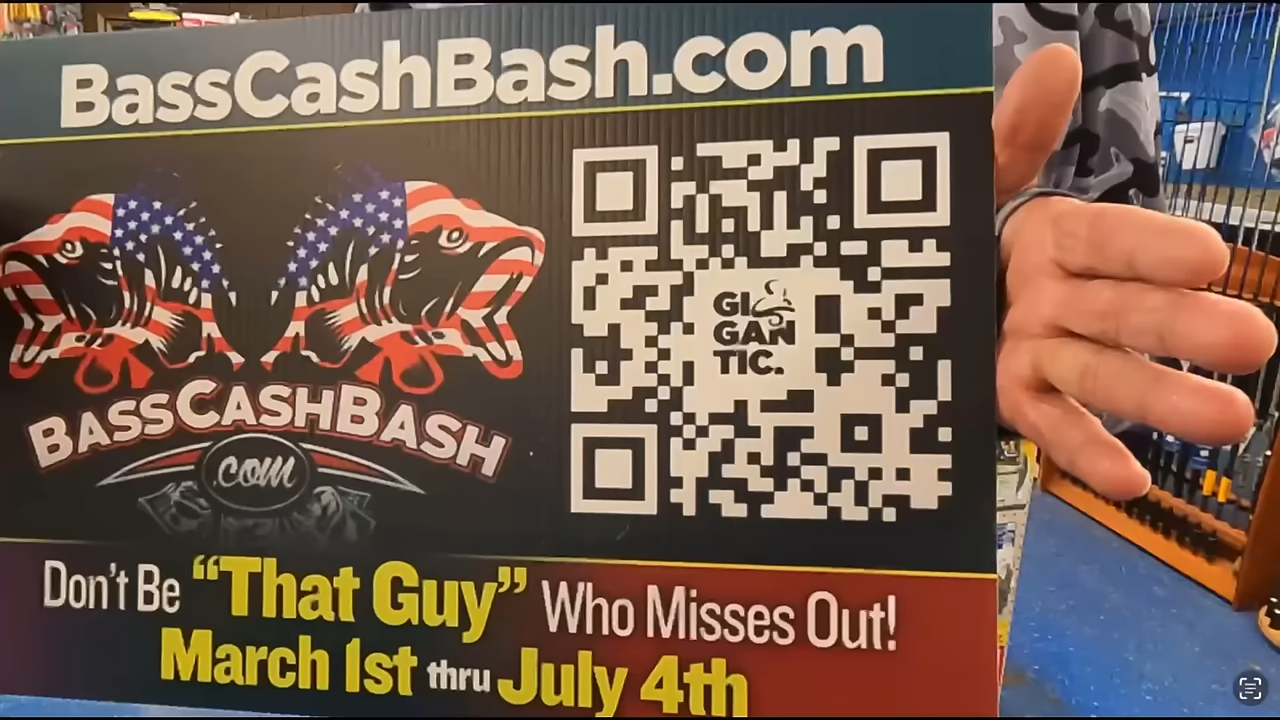 BassCashBash.com
BASSCASHBASH
.com
GI
GAN
TIC.
Don't Be "That Guy" Who Misses Out!
March 1st thru July 4th